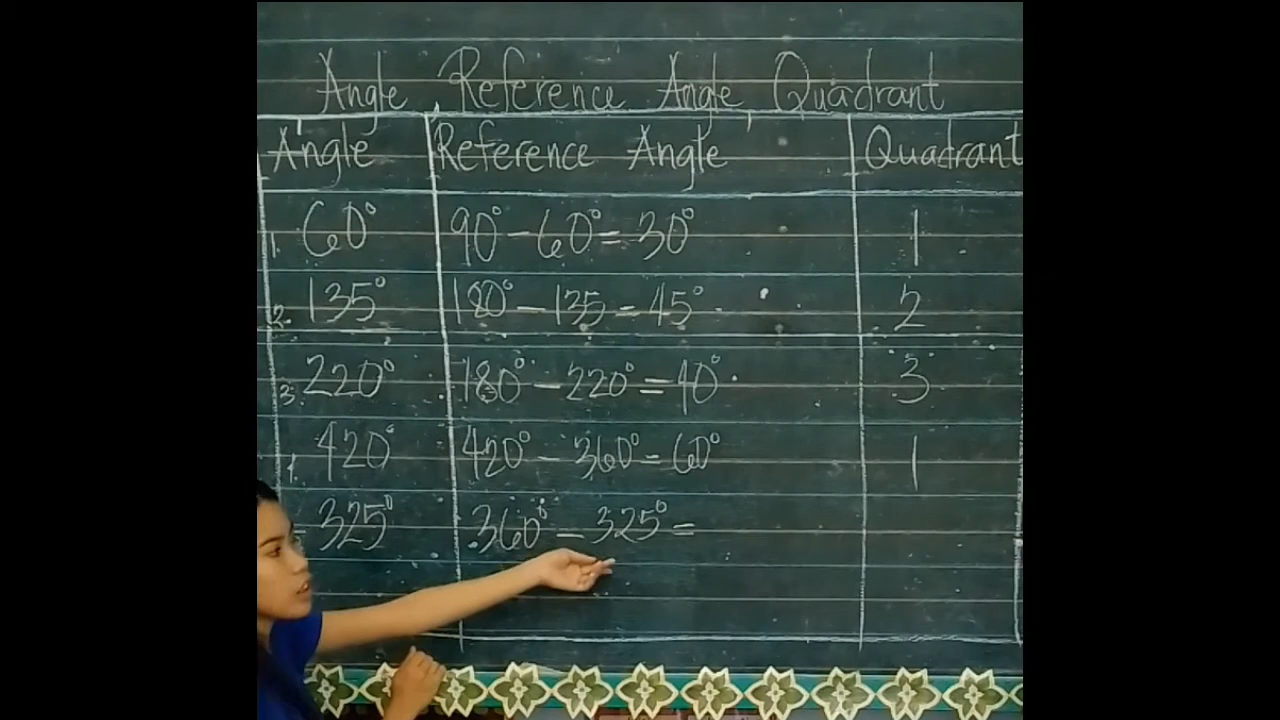 Angle Reference Angle Quadrant
Angle Reference Angle Quadrant
1. 60° 90° - 60° = 30° 1
2. 135° 180° - 135 = 45° 2
3. 220° 180° - 220° = 40° 3
4. 420° 420° - 360° = 60° 1
325° 360° - 325° =